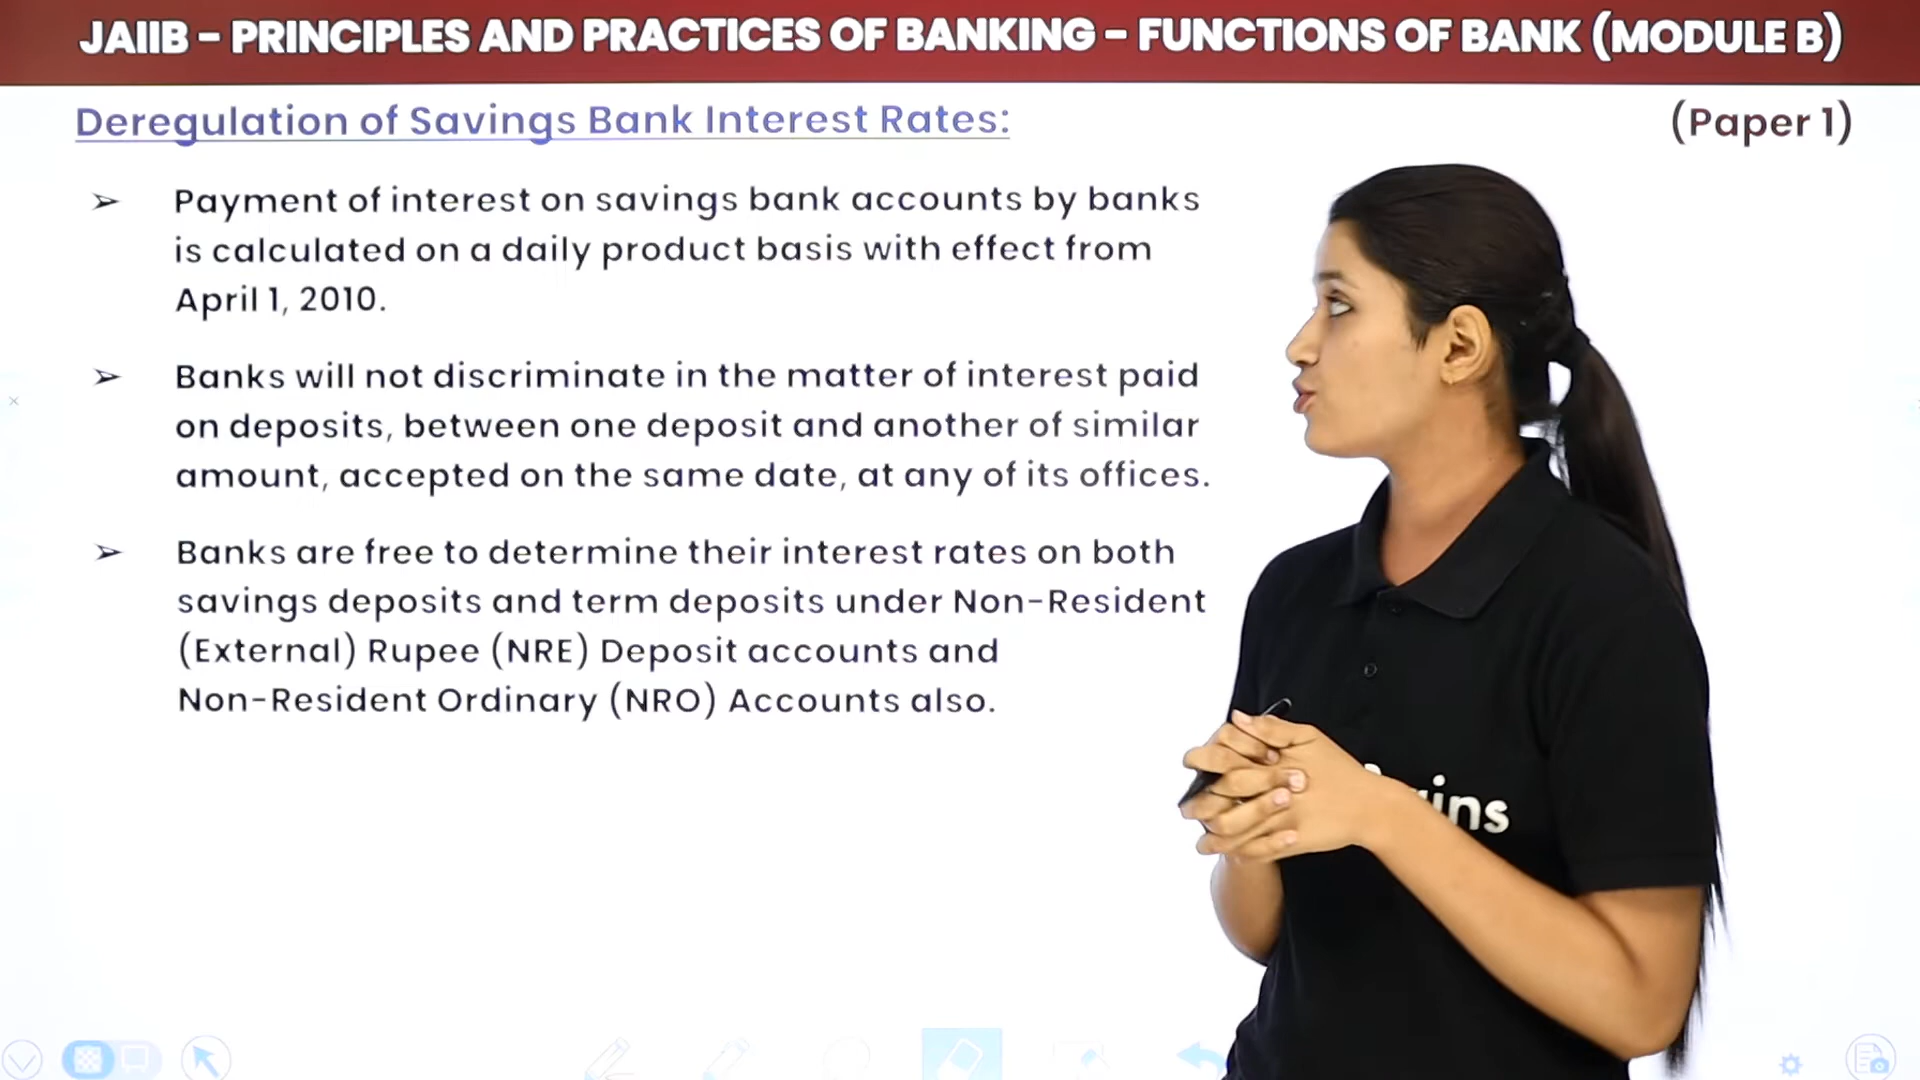 JAIIB – PRINCIPLES AND PRACTICES OF BANKING – FUNCTIONS OF BANK (MODULE B)
Deregulation of Savings Bank Interest Rates:
(Paper 1)
➢ Payment of interest on savings bank accounts by banks
is calculated on a daily product basis with effect from
April 1, 2010.
➢ Banks will not discriminate in the matter of interest paid
on deposits, between one deposit and another of similar
amount, accepted on the same date, at any of its offices.
➢ Banks are free to determine their interest rates on both
savings deposits and term deposits under Non-Resident
(External) Rupee (NRE) Deposit accounts and
Non-Resident Ordinary (NRO) Accounts also.